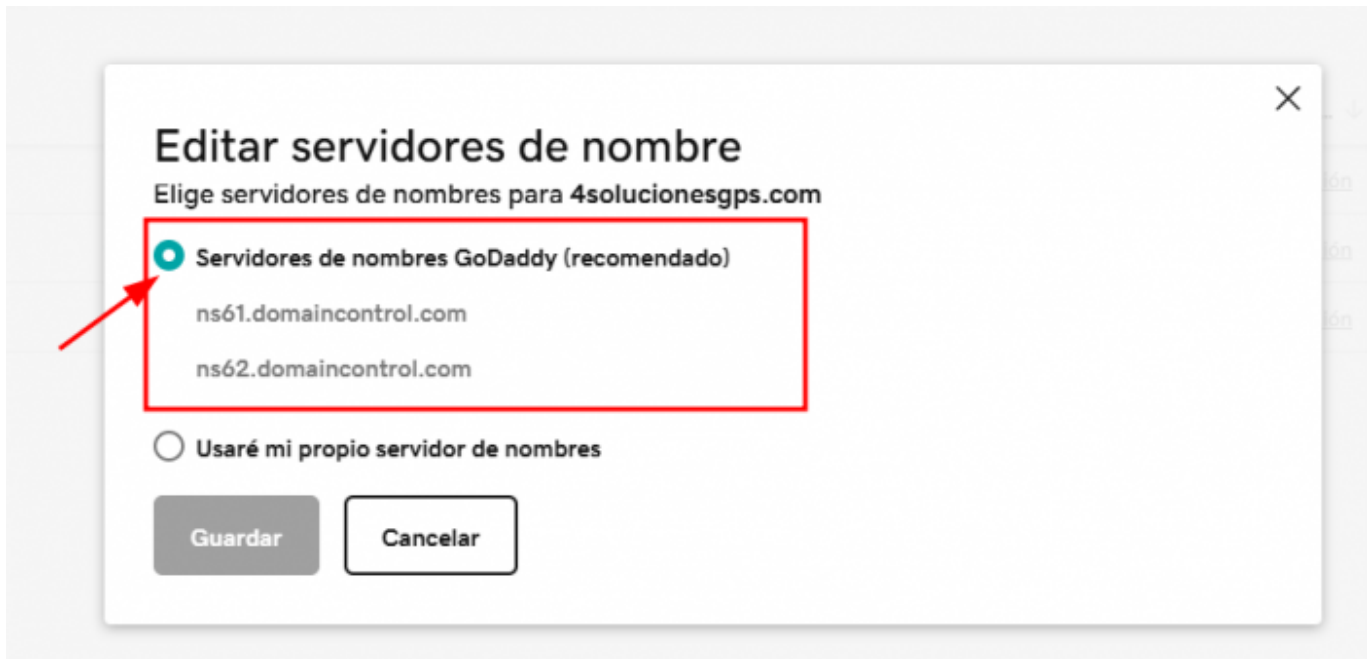 Editar servidores de nombre
Elige servidores de nombres para 4solucionesgps.com
Servidores de nombres GoDaddy (recomendado)
ns61.domaincontrol.com
ns62.domaincontrol.com
Usaré mi propio servidor de nombres
Guardar
Cancelar